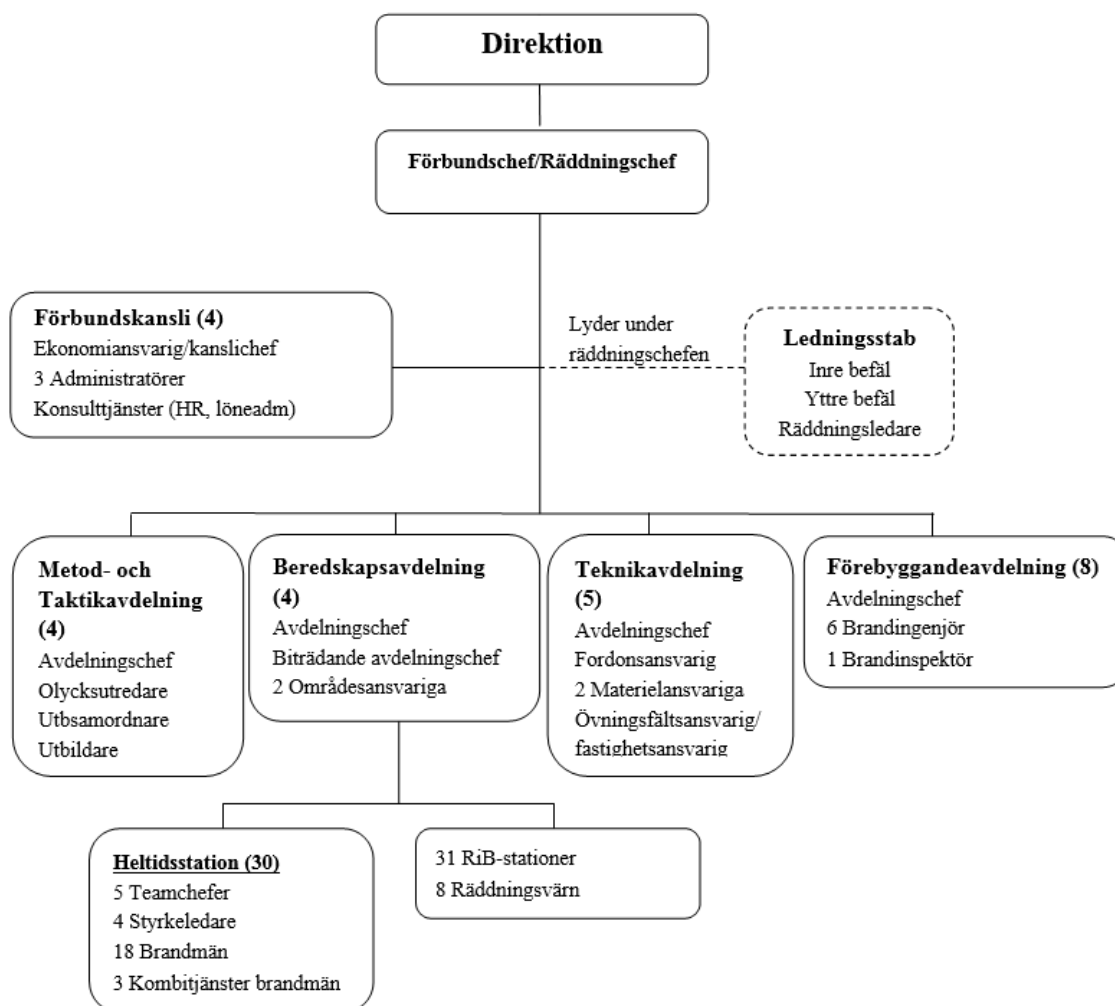 Direktion
Förbundschef/Räddningschef
Förbundskansli (4)
Ekonomiansvarig/kanslichef
3 Administratörer
Konsulttjänster (HR, löneadm)
Lyder under
räddningschefen
Ledningsstab
Inre befäl
Yttre befäl
Räddningsledare
Metod- och
Taktikavdelning
(4)
Avdelningschef
Olycksutredare
Utbsamordnare
Utbildare
Beredskapsavdelning
(4)
Avdelningschef
Biträdande avdelningschef
2 Områdesansvariga
Teknikavdelning
(5)
Avdelningschef
Fordonsansvarig
2 Materielansvariga
Övningsfältsansvarig/
fastighetsansvarig
Förebyggandeavdelning (8)
Avdelningschef
6 Brandingenjör
1 Brandinspektör
Heltidsstation (30)
5 Teamchefer
4 Styrkeledare
18 Brandmän
3 Kombitjänster brandmän
31 RiB-stationer
8 Räddningsvärn